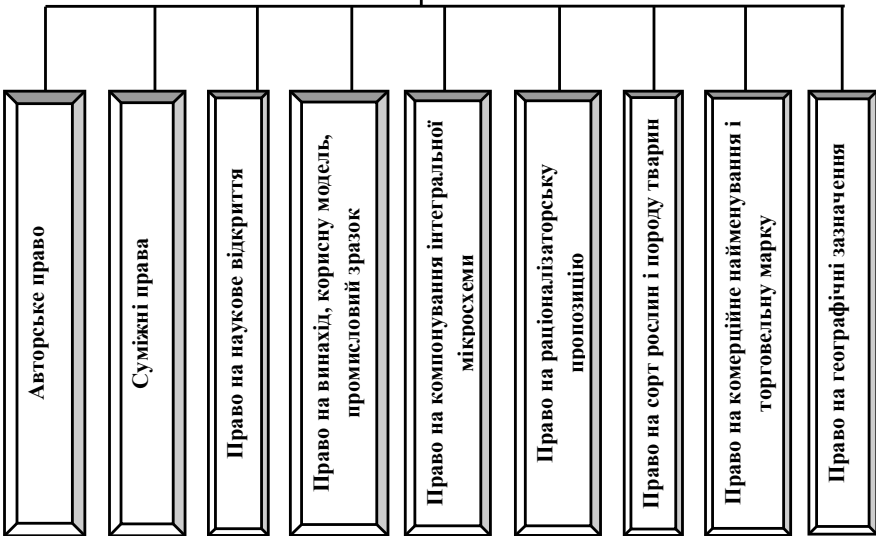 Авторське право
Суміжні права
Право на наукове відкриття
Право на винахід, корисну модель,
промисловий зразок
Право на компонування інтегральної
мікросхеми
Право на раціоналізаторську
пропозицію
Право на сорт рослин і породу тварин
Право на комерційне найменування і
торговельну марку
Право на географічні зазначення